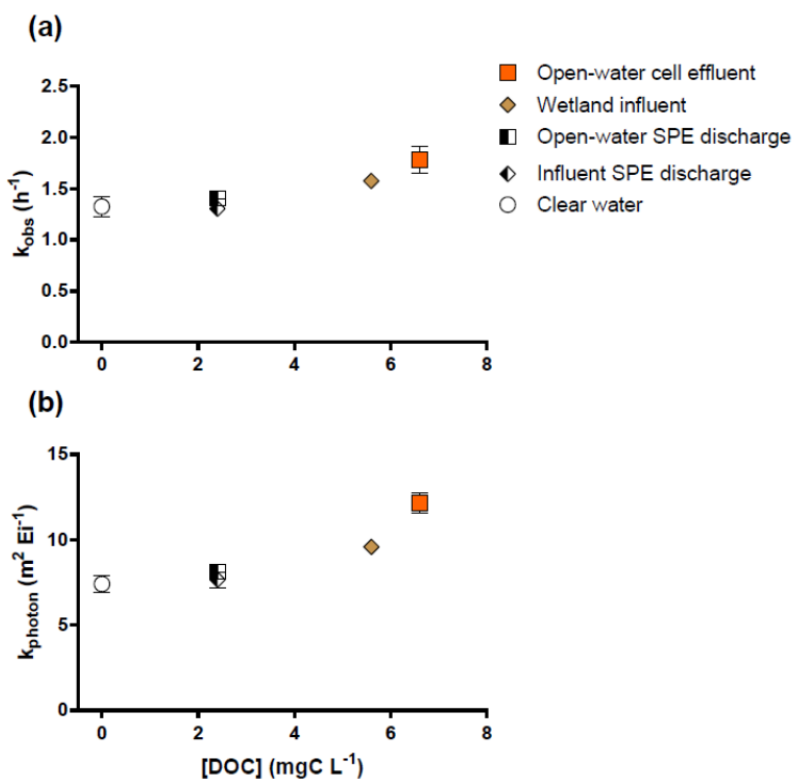 (a)
2.5
2.0
1.5
1.0
0.5
0.0
k_obs (h⁻¹)
0 2 4 6 8
Open-water cell effluent
Wetland influent
Open-water SPE discharge
Influent SPE discharge
Clear water
(b)
15
10
5
0
k_photon (m² Ei⁻¹)
0 2 4 6 8
[DOC] (mgC L⁻¹)